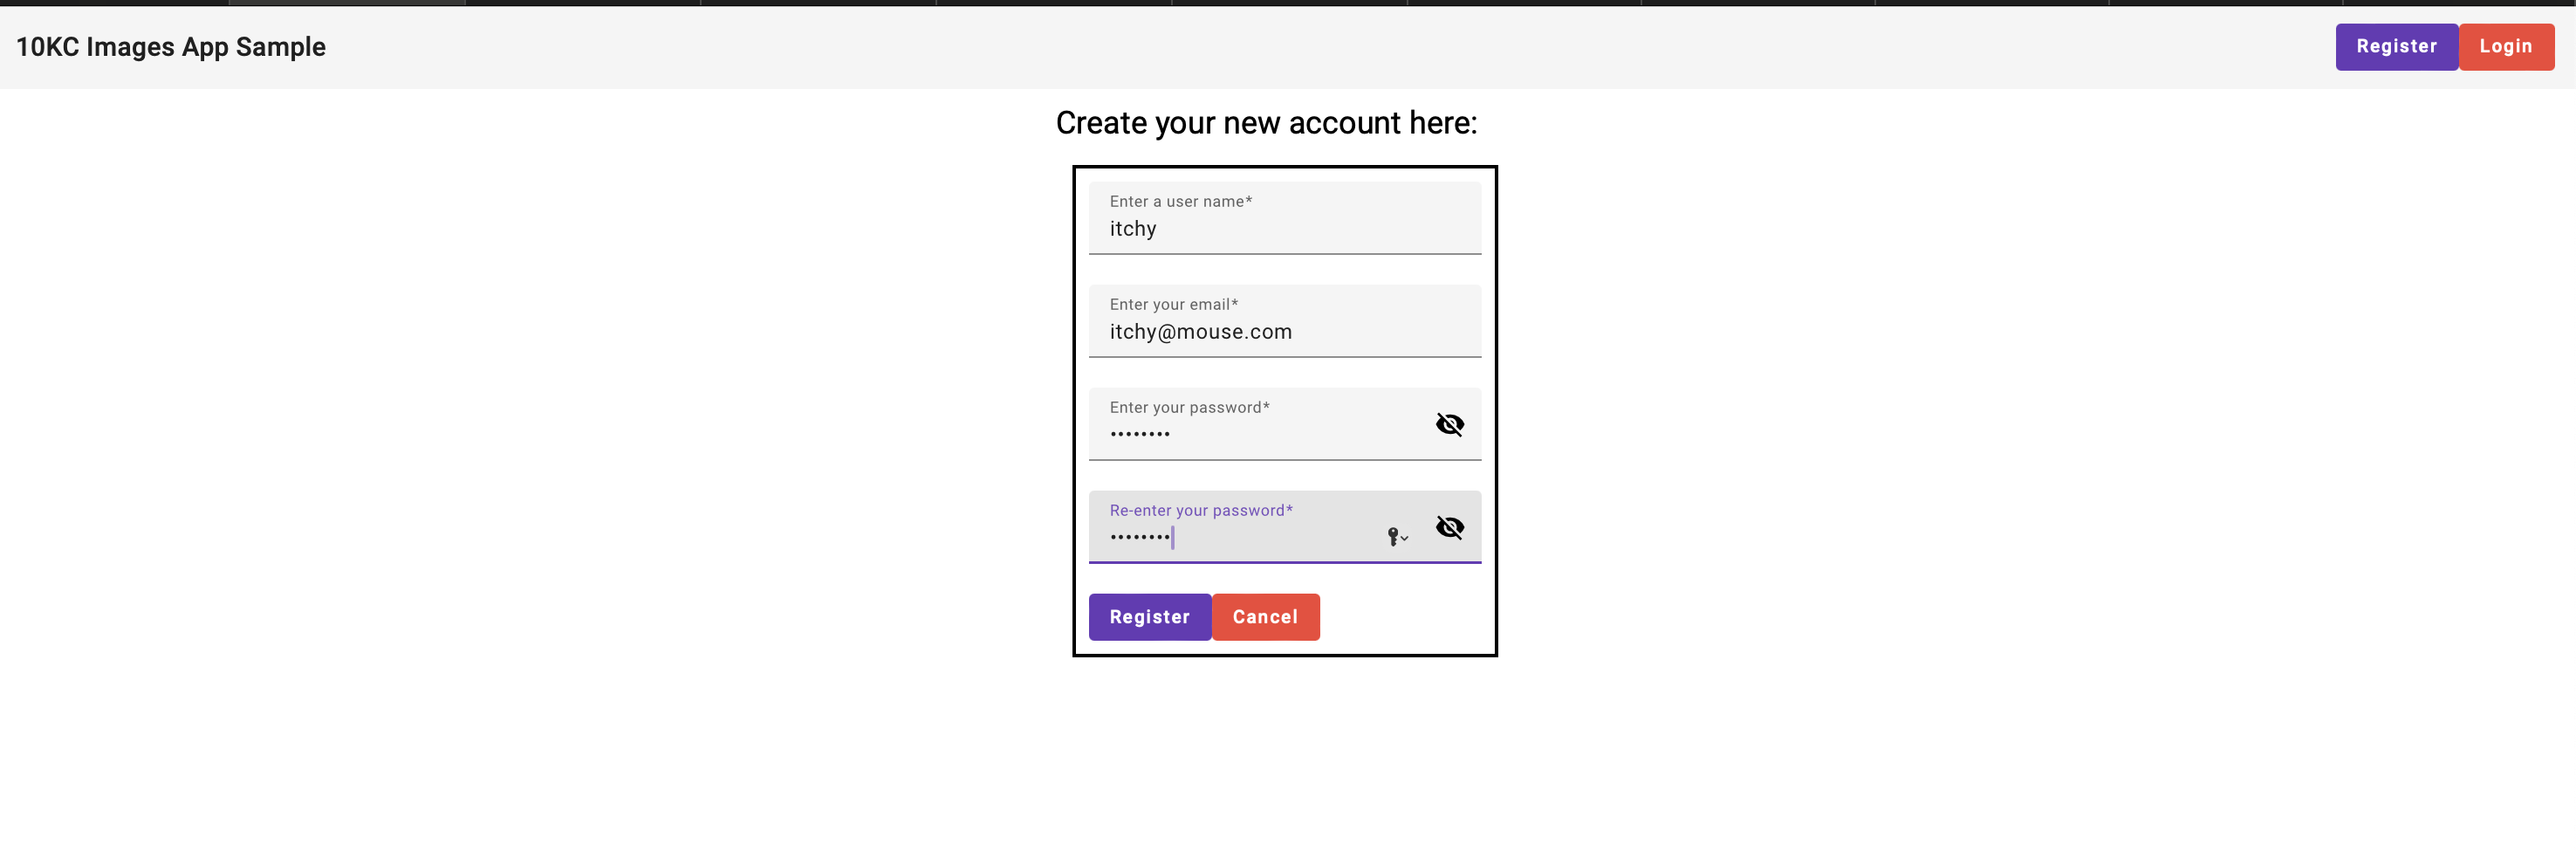 10KC Images App Sample
Register Login
Create your new account here:
Enter a user name*
itchy
Enter your email*
itchy@mouse.com
Enter your password*
••••••••
Re-enter your password*
••••••••
Register Cancel